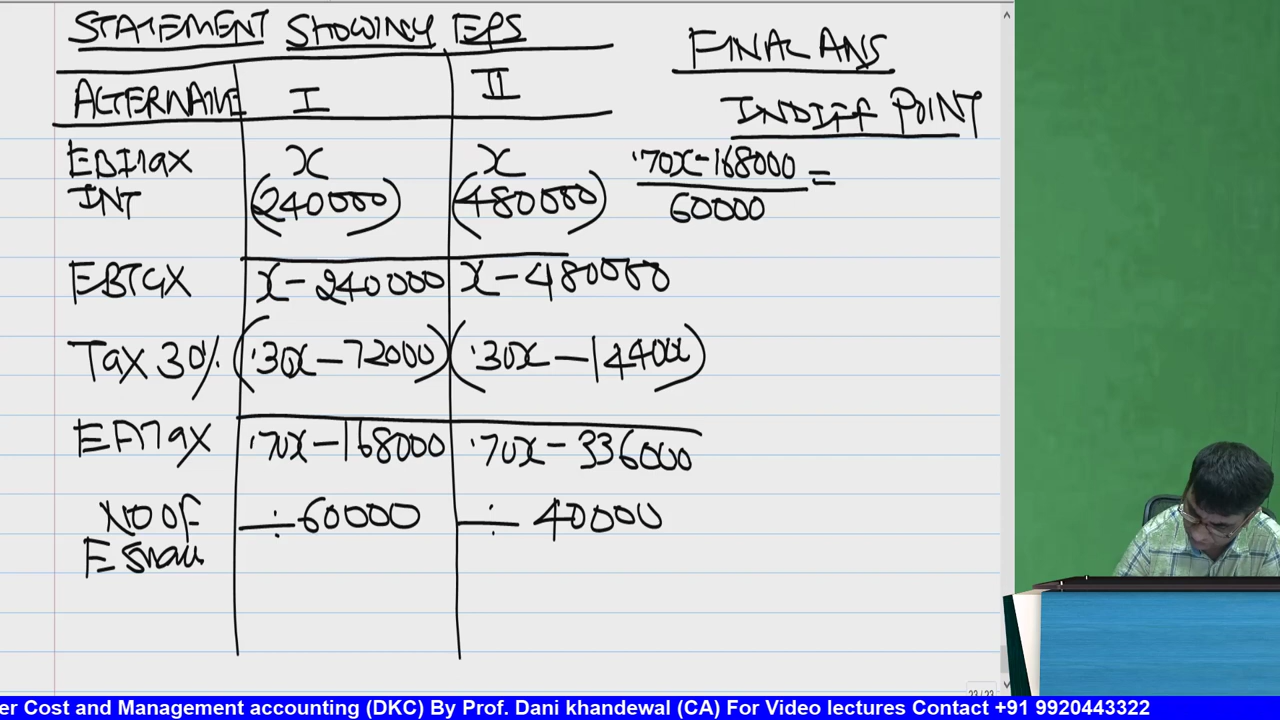 STATEMENT SHOWING EPS
ALTERNATIVE I II
EBITax x x
INT (240000) (480000)
EBTax x-240000 x-480000
Tax 30% (.30x-72000) (.30x-144000)
EATax .70x-168000 .70x-336000
NO OF ÷60000 ÷ 40000
E Share
FINAL ANS
INDIFF POINT
.70x-168000 =
60000
23/23
er Cost and Management accounting (DKC) By Prof. Dani khandewal (CA) For Video lectures Contact +91 9920443322